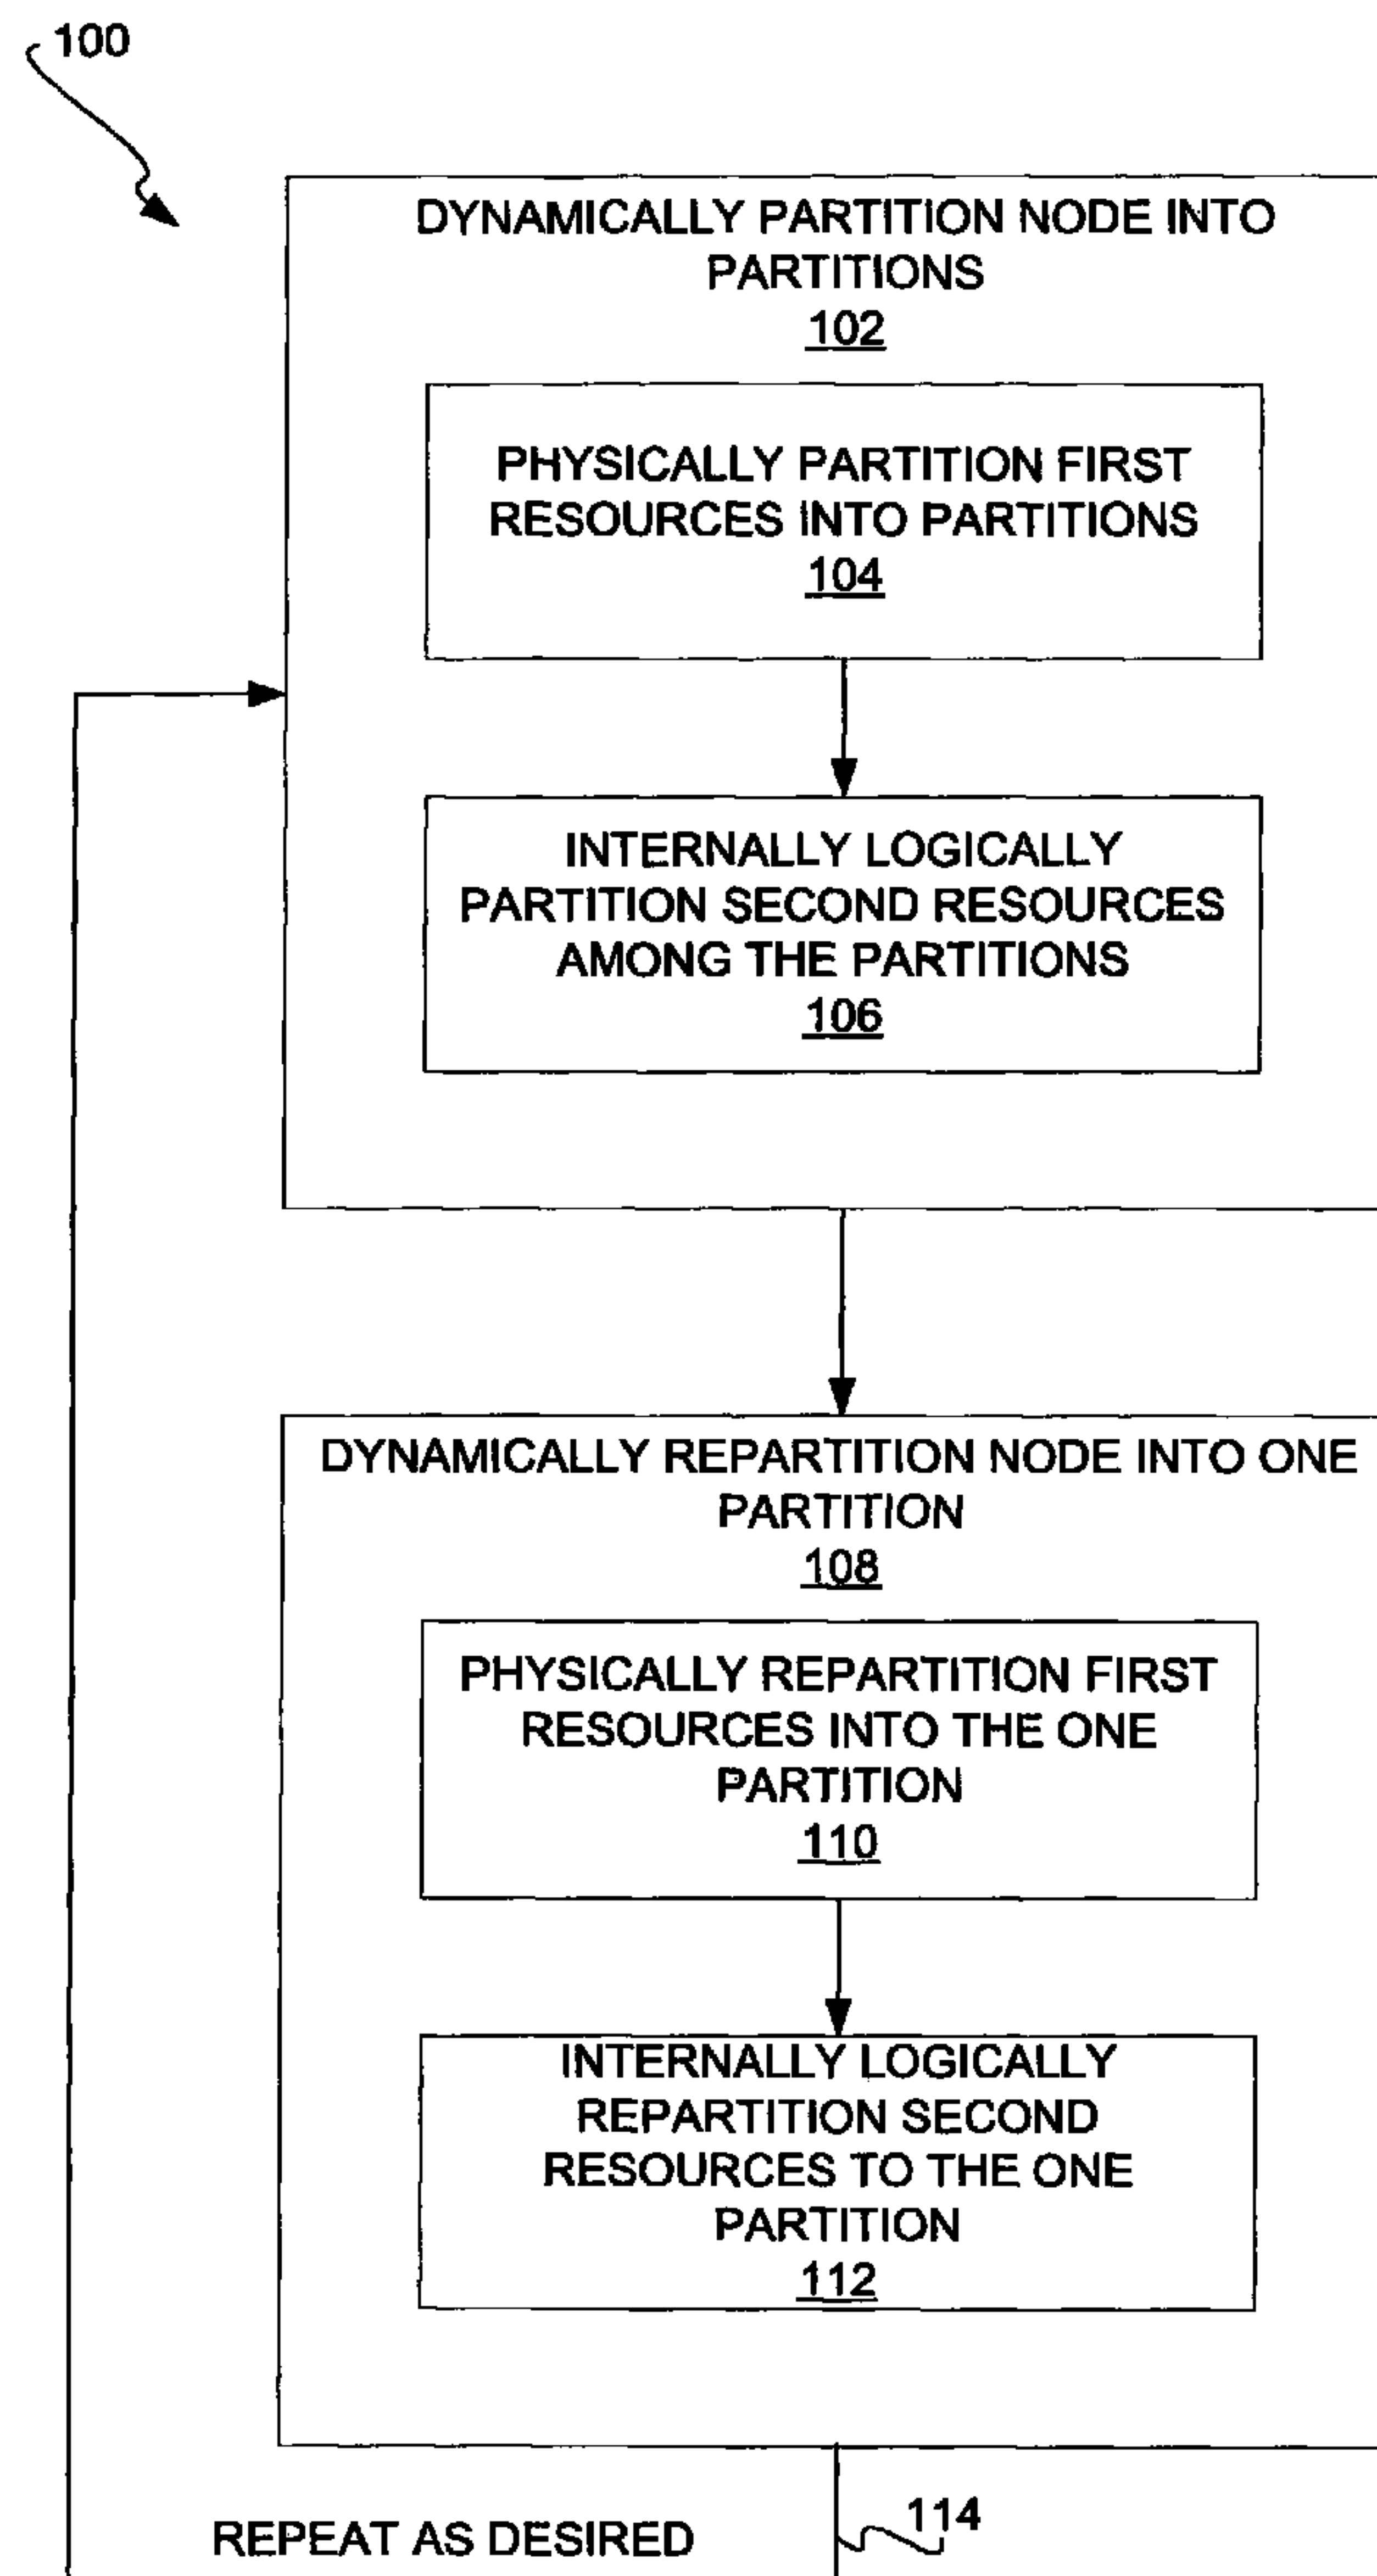 100
DYNAMICALLY PARTITION NODE INTO
PARTITIONS
102
PHYSICALLY PARTITION FIRST
RESOURCES INTO PARTITIONS
104
INTERNALLY LOGICALLY
PARTITION SECOND RESOURCES
AMONG THE PARTITIONS
106
DYNAMICALLY REPARTITION NODE INTO ONE
PARTITION
108
PHYSICALLY REPARTITION FIRST
RESOURCES INTO THE ONE
PARTITION
110
INTERNALLY LOGICALLY
REPARTITION SECOND
RESOURCES TO THE ONE
PARTITION
112
114
REPEAT AS DESIRED